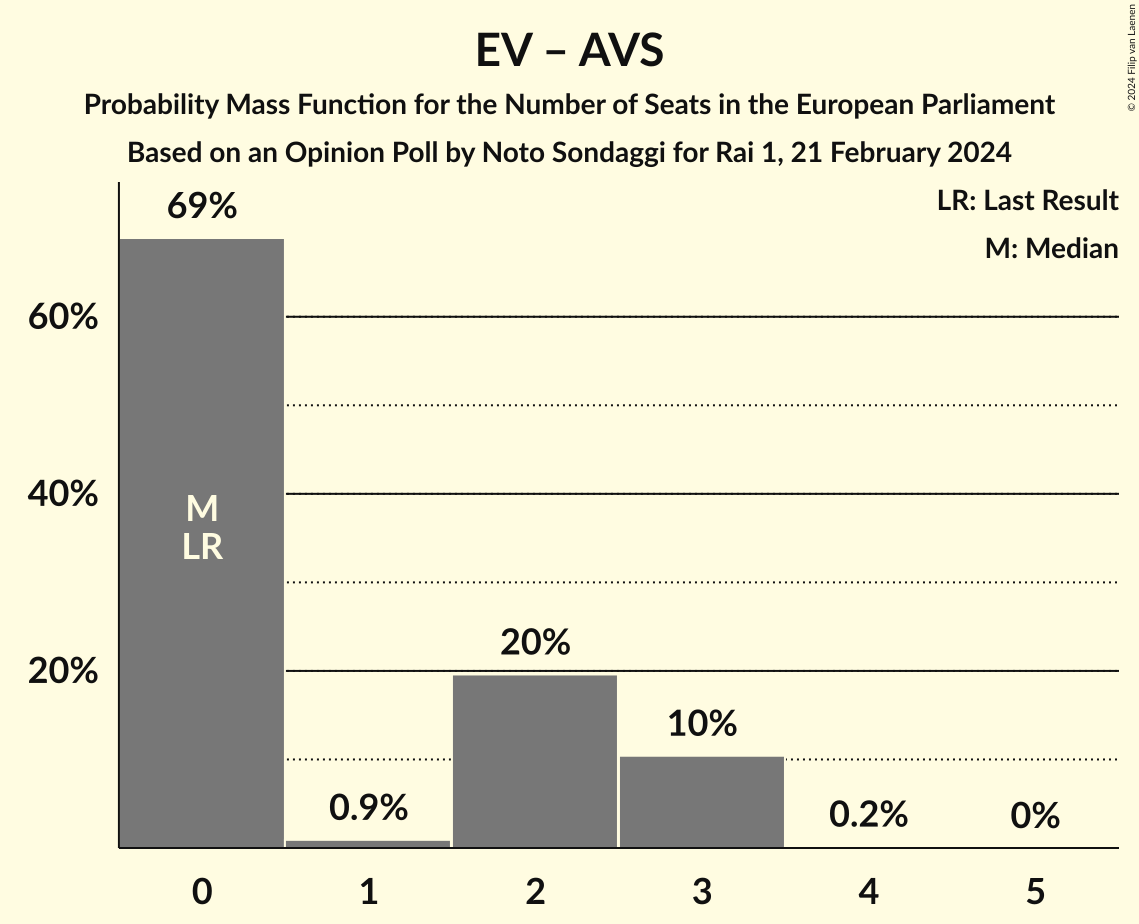 EV – AVS
Probability Mass Function for the Number of Seats in the European Parliament
Based on an Opinion Poll by Noto Sondaggi for Rai 1, 21 February 2024
© 2024 Filip van Laenen
LR: Last Result
M: Median
69%
60%
40%
20%
M
LR
0.9%
20%
10%
0.2%
0%
0 1 2 3 4 5